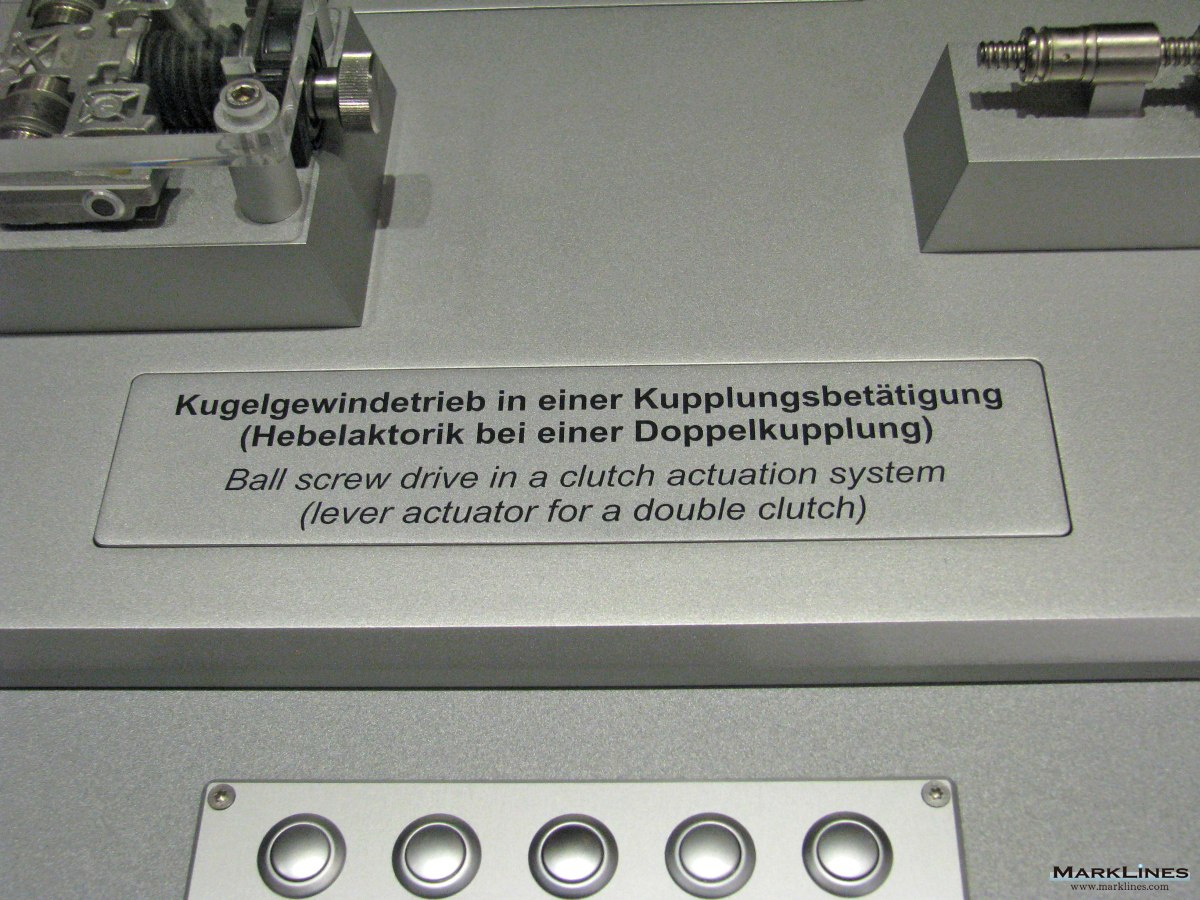 Kugelgewindetrieb in einer Kupplungsbetätigung
(Hebelaktorik bei einer Doppelkupplung)
Ball screw drive in a clutch actuation system
(lever actuator for a double clutch)
MARKLINES
www.marklines.com